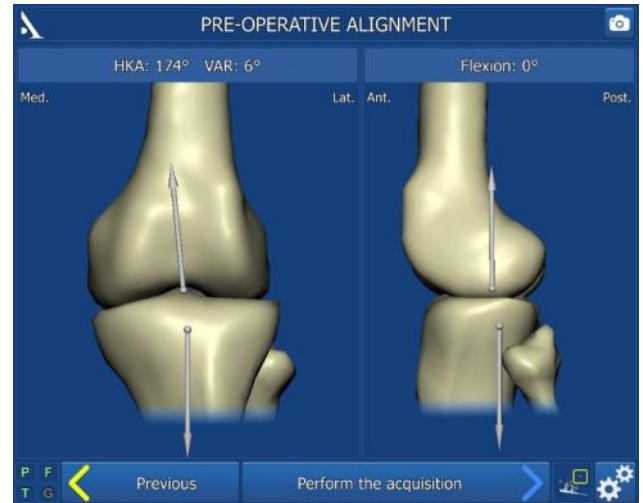 PRE-OPERATIVE ALIGNMENT
HKA: 174° VAR: 6°
Flexion: 0°
Med.
Lat.
Ant.
Post.
P F
T G
Previous
Perform the acquisition